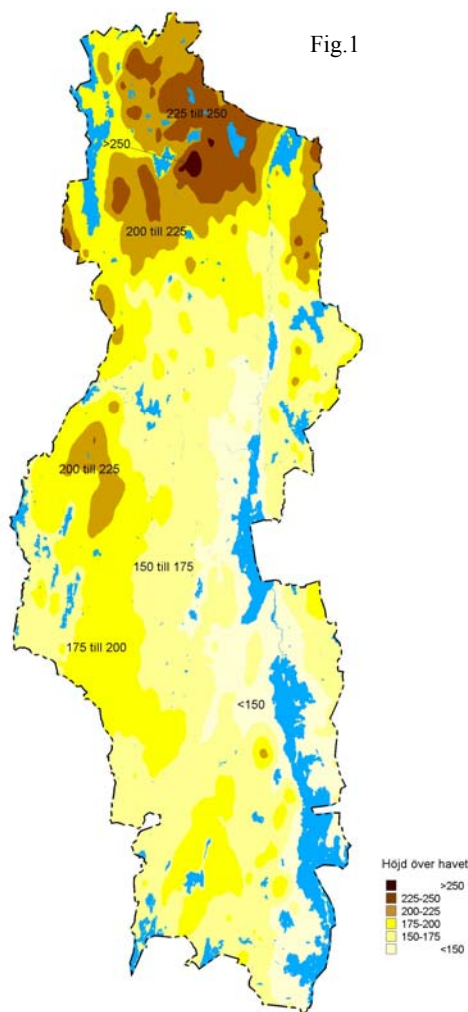 Fig.1
225 till 250
>250
200 till 225
200 till 225
150 till 175
175 till 200
<150
Höjd över havet
>250
225-250
200-225
175-200
150-175
<150